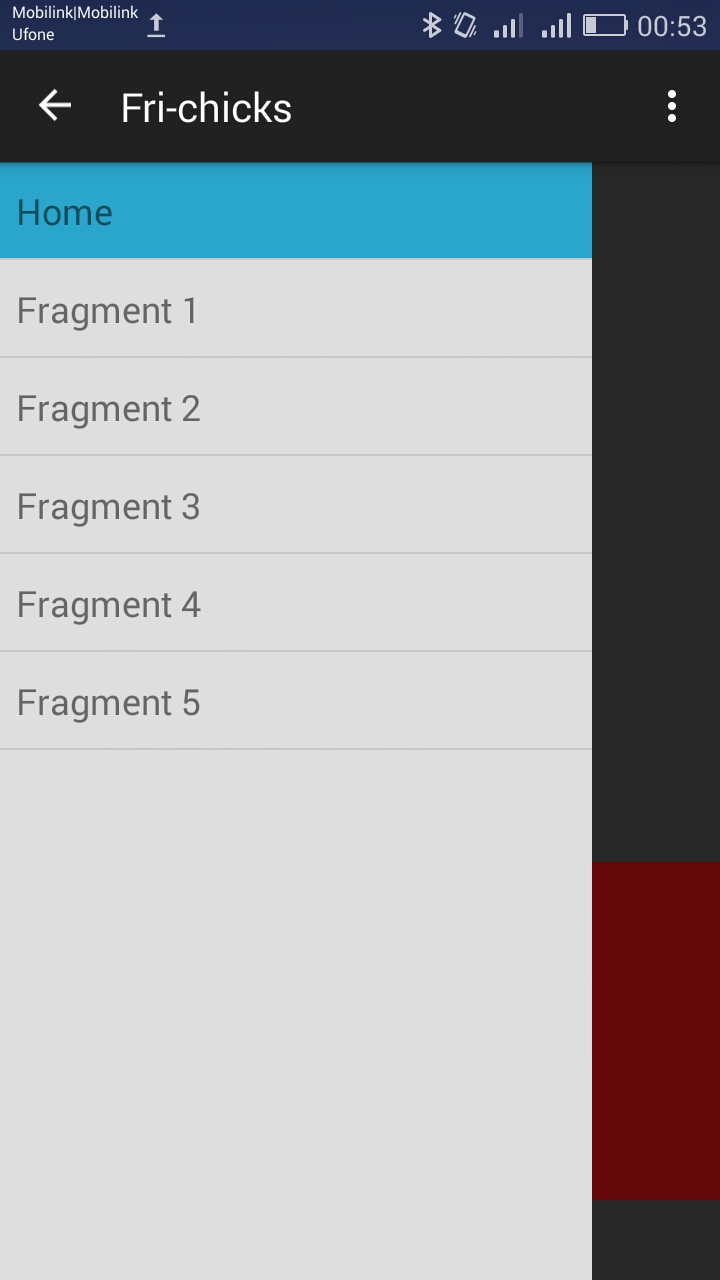 Mobilink|Mobilink
Ufone
00:53
Fri-chicks
Home
Fragment 1
Fragment 2
Fragment 3
Fragment 4
Fragment 5